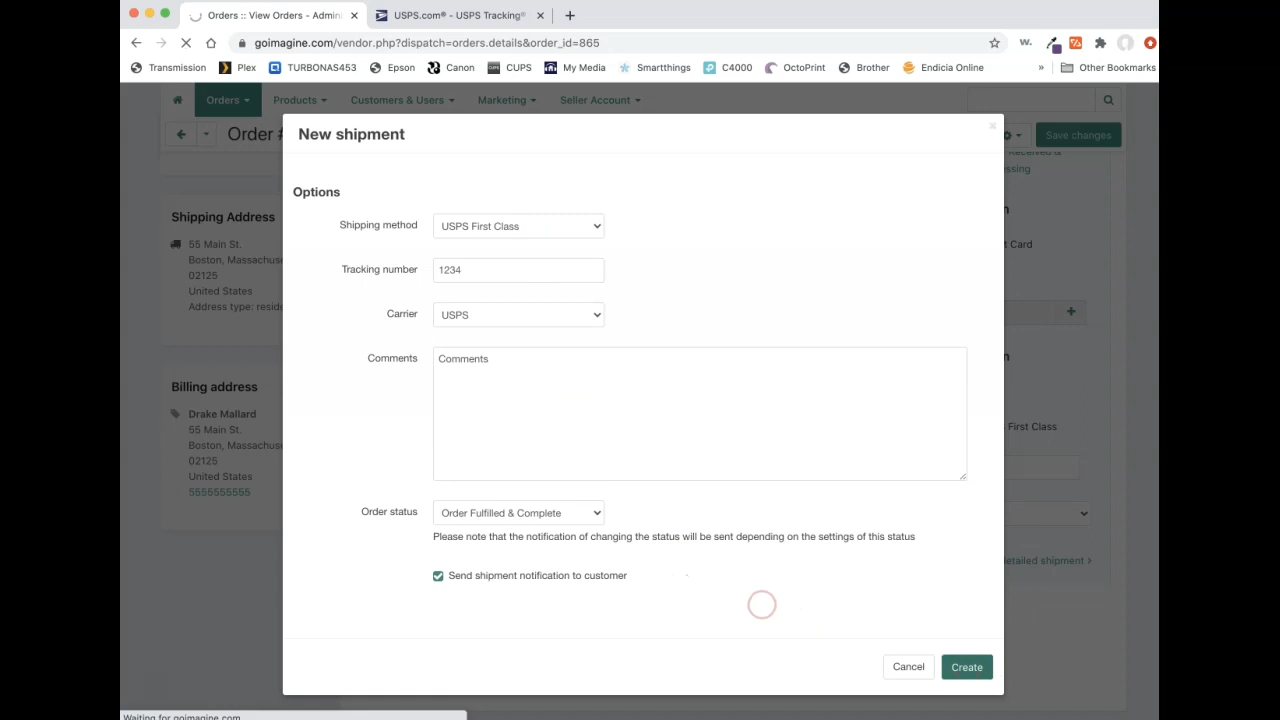 Orders :: View Orders - Admin
USPS.com® - USPS Tracking®
goimagine.com/vendor.php?dispatch=orders.details&order_id=865
W.
Transmission
Plex
TURBONAS453
Epson
Canon
CUPS
My Media
Smartthings
C4000
OctoPrint
Brother
Endicia Online
»
Other Bookmarks
Orders
Products
Customers & Users
Marketing
Seller Account
Order #
Save changes
New shipment
Options
Shipping method
USPS First Class
Tracking number
1234
Carrier
USPS
Comments
Comments
Order status
Order Fulfilled & Complete
Please note that the notification of changing the status will be sent depending on the settings of this status
Send shipment notification to customer
Cancel
Create
Shipping Address
55 Main St.
Boston, Massachus
02125
United States
Address type: reside
Billing address
Drake Mallard
55 Main St.
Boston, Massachus
02125
United States
5555555555
Received &
essing
n
t Card
n
First Class
etailed shipment
Waiting for goimagine.com